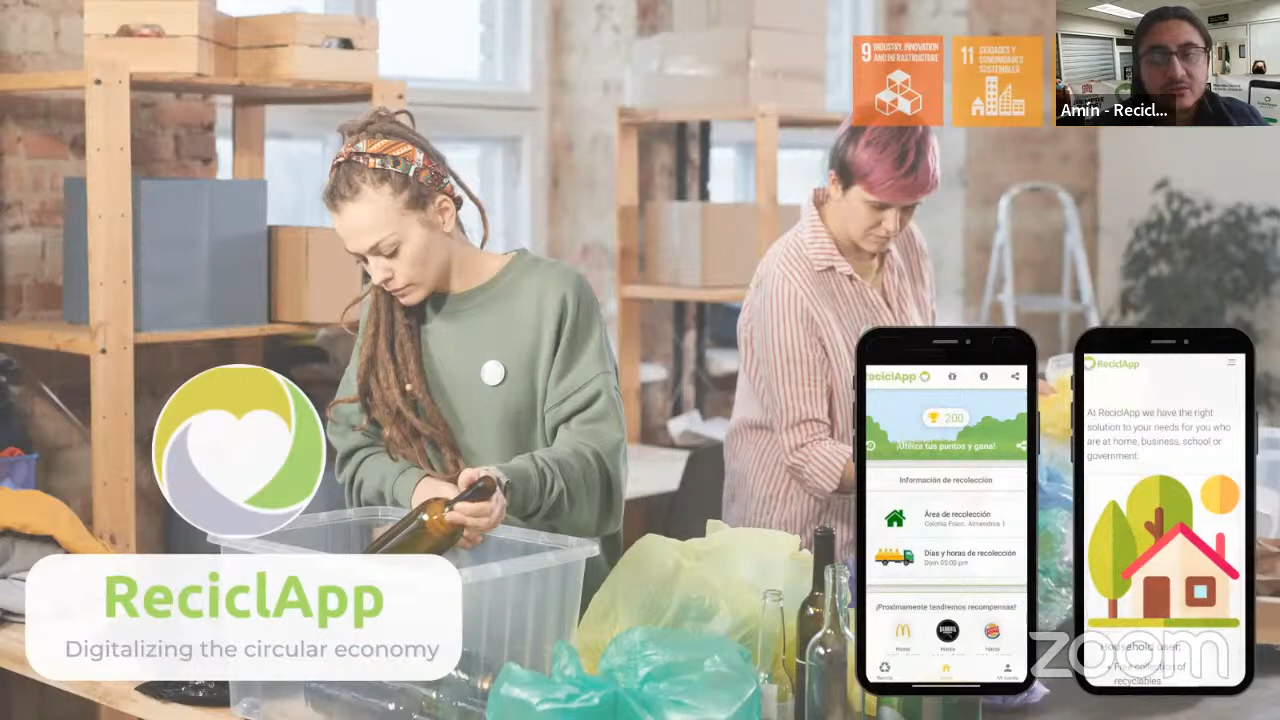 9 INDUSTRY, INNOVATION
AND INFRASTRUCTURE
11 CIUDADES Y
COMUNIDADES
SOSTENIBLES
Amin - Recicl...
ReciclApp
Digitalizing the circular economy
ReciclApp
200
¡Utiliza tus puntos y gana!
Información de recolección
Área de recolección
Colonia Fracc. Almendros 1
Días y horas de recolección
Dom 05:00 pm
¡Proximamente tendremos recompensas!
ReciclApp
At ReciclApp we have the right
solution to your needs for you who
are at home, business, school or
government:
Household user:
• Free collection of
recyclables
zoom